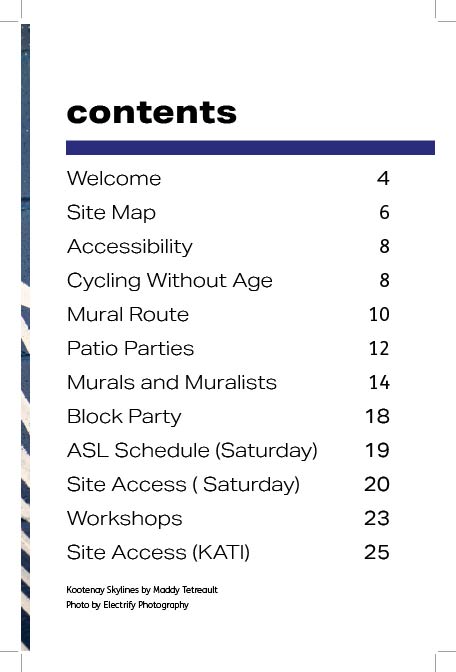 contents
Welcome 4
Site Map 6
Accessibility 8
Cycling Without Age 8
Mural Route 10
Patio Parties 12
Murals and Muralists 14
Block Party 18
ASL Schedule (Saturday) 19
Site Access ( Saturday) 20
Workshops 23
Site Access (KATI) 25
Kootenay Skylines by Maddy Tetreault
Photo by Electrify Photography